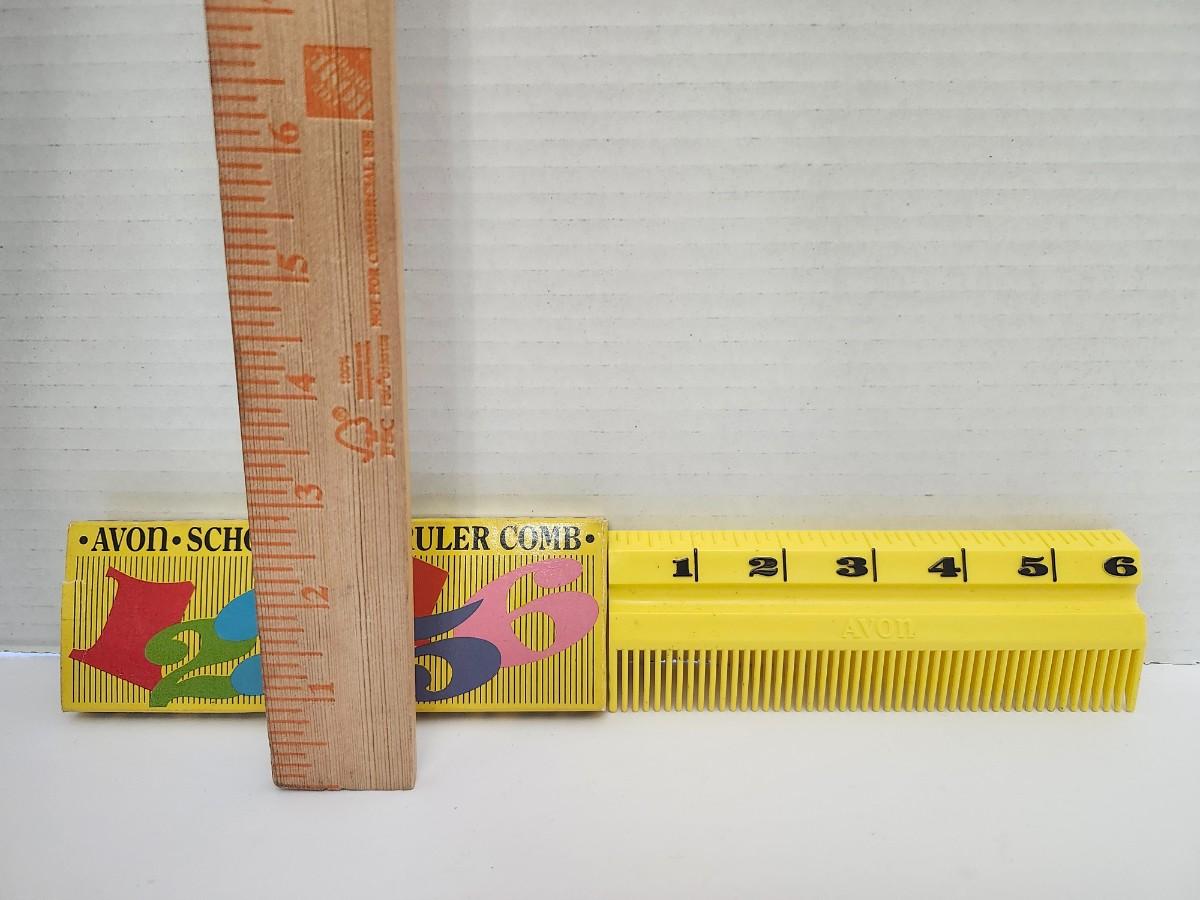 6
5
4
3
2
1
NOT FOR COMMERCIAL USE
100%
FSC
• AVON • SCHO
ULER COMB •
1 2 3 4 5 6
AVON
1 2 5 6